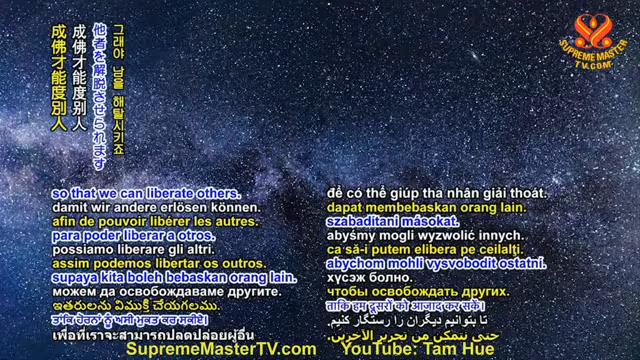 그래야 남을 해탈시키죠
他者を解脱させられます
成佛才能度别人
成佛才能度別人
SUPREME MASTER
TV.COM
so that we can liberate others.
damit wir andere erlösen können.
afin de pouvoir libérer les autres.
para poder liberar a otros.
possiamo liberare gli altri.
assim podemos libertar os outros.
supaya kita boleh bebaskan orang lain.
можем да освобождаваме другите.
ఇతరులను విముక్తి చేయగలము.
ਤਾਂਕਿ ਹੋਰਨਾਂ ਨੂੰ ਅਸੀ ਮੁਕਤ ਕਰ ਸਕੀਏ।
เพื่อที่เราจะสามารถปลดปล่อยผู้อื่น
để có thể giúp tha nhân giải thoát.
dapat membebaskan orang lain.
szabadítani másokat.
abyśmy mogli wyzwolić innych.
ca să-i putem elibera pe ceilalţi.
abychom mohli vysvobodit ostatní.
хүсэж болно.
чтобы освобождать других.
ताकि हम दूसरों को आजाद कर सकें।
تا بتوانیم دیگران را رستگار کنیم.
حتى نتمكن من تحرير الآخرين.
SupremeMasterTV.com YouTube: Tam Hue